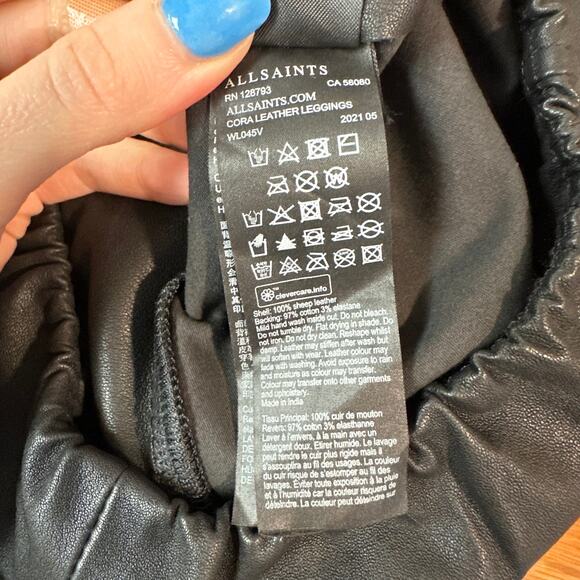 ALLSAINTS
RN 128793 CA 56080
ALLSAINTS.COM
CORA LEATHER LEGGINGS
WL045V 2021 05
clevercare.info
Shell: 100% sheep leather
Backing: 97% cotton 3% elastane
Mild hand wash inside out. Do not bleach.
Do not tumble dry. Flat drying in shade. Do
not iron. Do not dry clean. Reshape whilst
damp. Leather may stiffen after wash but
will soften with wear. Leather colour may
fade with washing. Avoid exposure to rain
and moisture as colour may transfer.
Colour may transfer onto other garments
and upholstery.
Made in India
Tissu Principal: 100% cuir de mouton
Revers: 97% coton 3% élastane
Laver à l'envers, à la main avec un
détergent doux. Etirer humide. Le lavage
peut rendre le cuir plus rigide mais il
s'assouplira au fil des usages. La couleur
du cuir risque de s'estomper au fil des
lavages. Éviter toute exposition à la pluie
et à l'humidité car la couleur risquera de
déteindre. La couleur peut déteindre sur